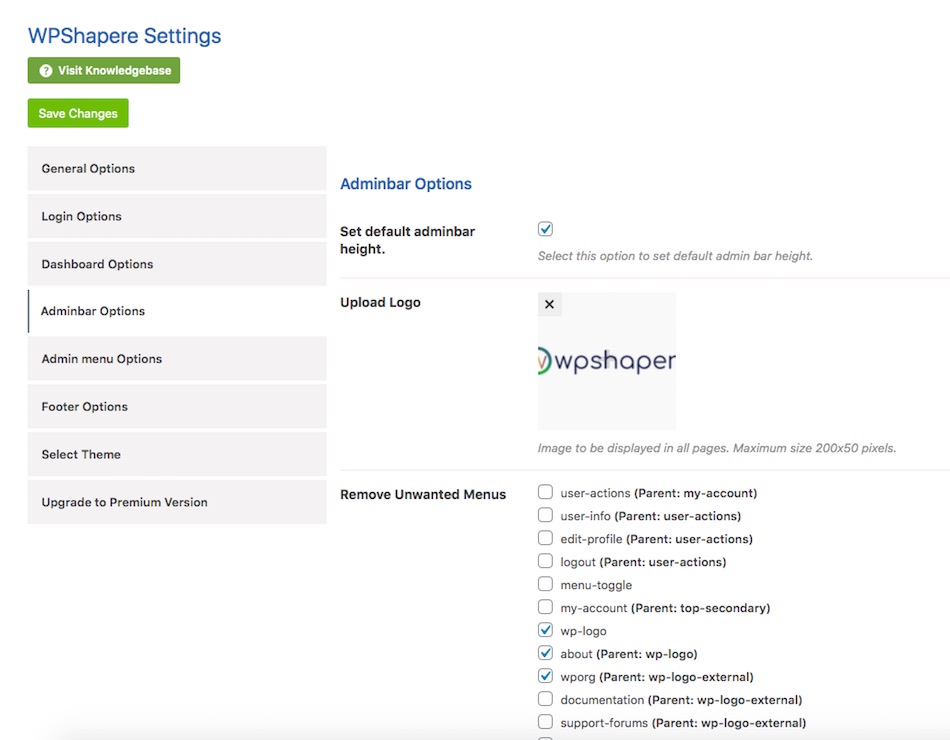 WPShapere Settings
Visit Knowledgebase
Save Changes
General Options
Login Options
Dashboard Options
Adminbar Options
Admin menu Options
Footer Options
Select Theme
Upgrade to Premium Version
Adminbar Options
Set default adminbar
height.
Select this option to set default admin bar height.
Upload Logo
wpshaper
Image to be displayed in all pages. Maximum size 200x50 pixels.
Remove Unwanted Menus
user-actions (Parent: my-account)
user-info (Parent: user-actions)
edit-profile (Parent: user-actions)
logout (Parent: user-actions)
menu-toggle
my-account (Parent: top-secondary)
wp-logo
about (Parent: wp-logo)
wporg (Parent: wp-logo-external)
documentation (Parent: wp-logo-external)
support-forums (Parent: wp-logo-external)